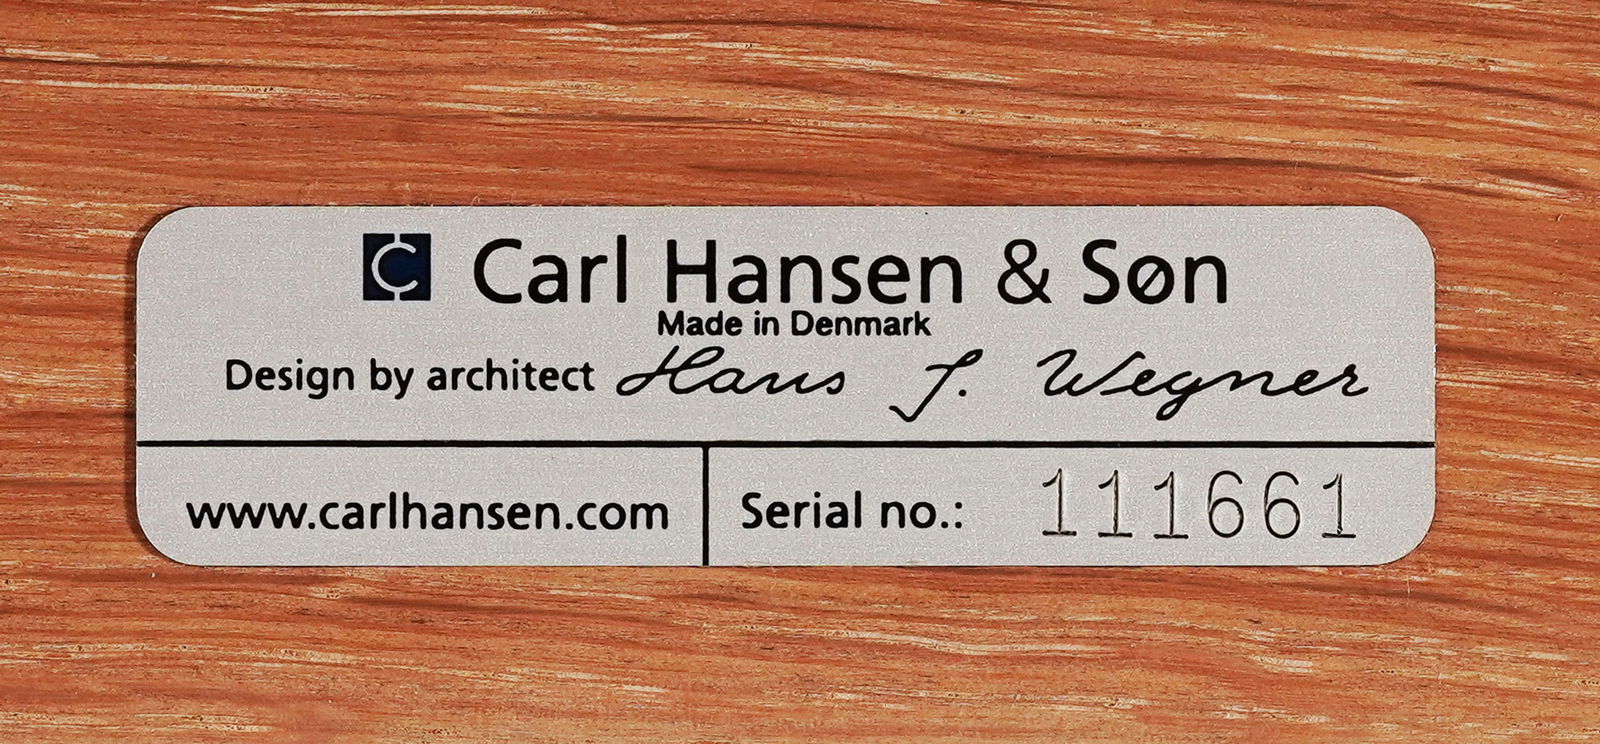 C Carl Hansen & Søn
Made in Denmark
Design by architect Hans J. Wegner
www.carlhansen.com
Serial no.: 111661